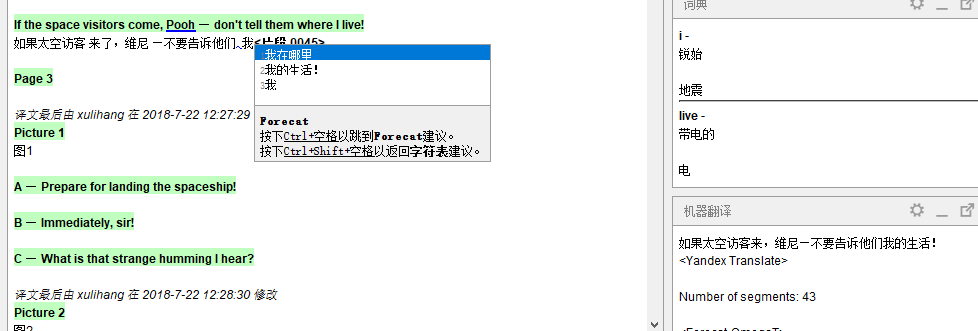 If the space visitors come, Pooh — don't tell them where I live!
如果太空访客 来了，维尼 —不要告诉他们 我<片段 0045>
1我在哪里
2我的生活！
3我
Forecat
按下Ctrl+空格以跳到Forecat建议。
按下Ctrl+Shift+空格以返回字符表建议。
Page 3
译文最后由 xulihang 在 2018-7-22 12:27:29
Picture 1
图1
A — Prepare for landing the spaceship!
B — Immediately, sir!
C — What is that strange humming I hear?
译文最后由 xulihang 在 2018-7-22 12:28:30 修改
Picture 2
图2
词典
i -
锐始
地震
live -
带电的
电
机器翻译
如果太空访客来，维尼—不要告诉他们我的生活！
<Yandex Translate>
Number of segments: 43
<Forecat OmegaT>